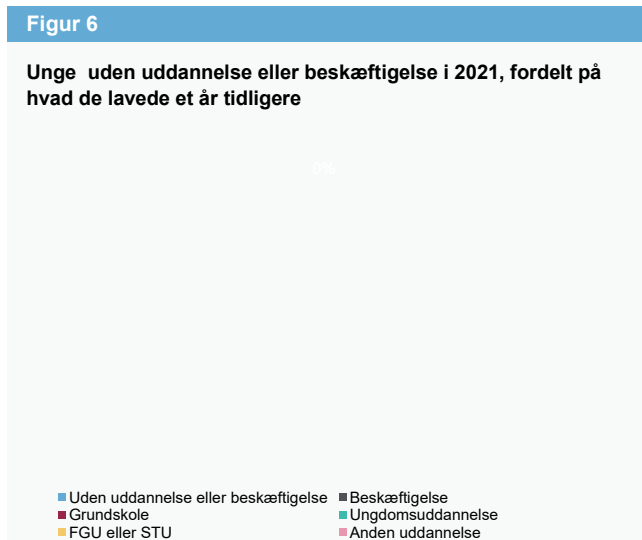 Figur 6
Unge uden uddannelse eller beskæftigelse i 2021, fordelt på
hvad de lavede et år tidligere
0%
Uden uddannelse eller beskæftigelse
Beskæftigelse
Grundskole
Ungdomsuddannelse
FGU eller STU
Anden uddannelse